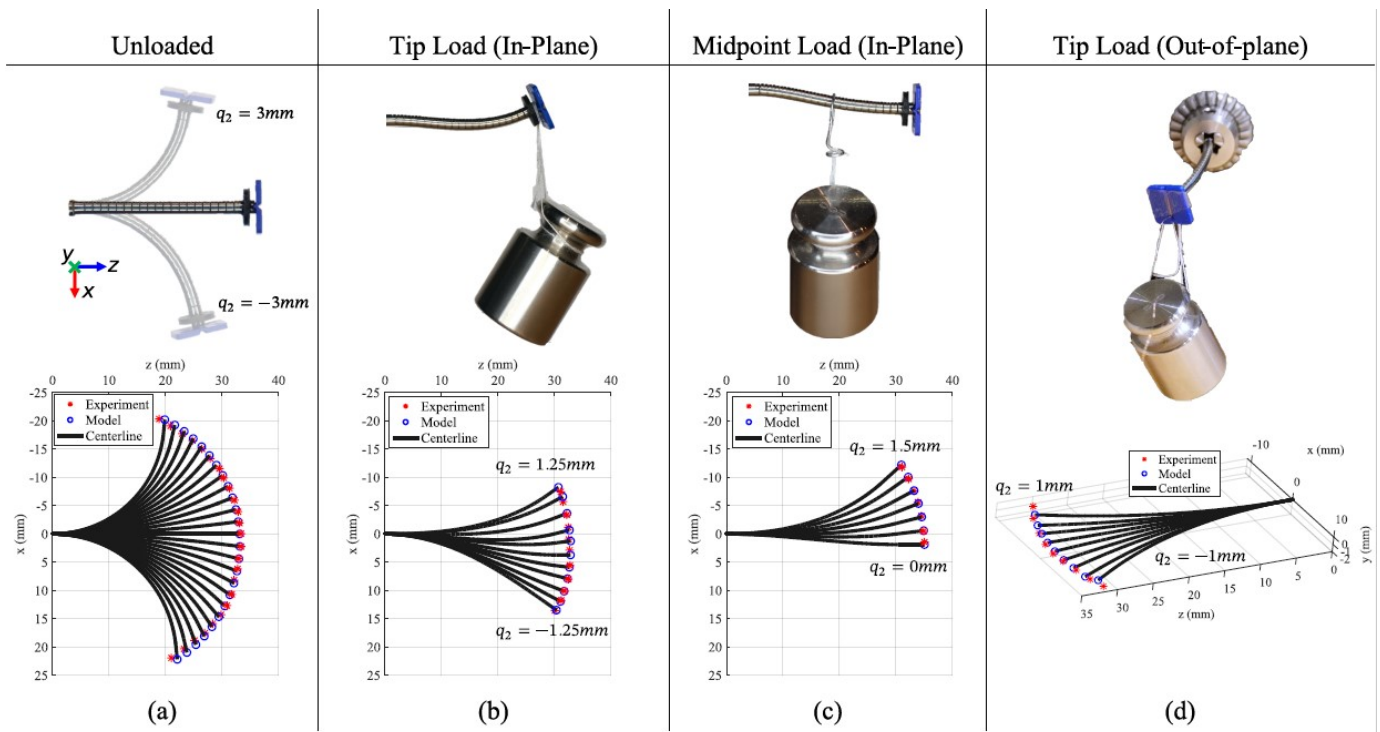 Unloaded
Tip Load (In-Plane)
Midpoint Load (In-Plane)
Tip Load (Out-of-plane)
q₂ = 3mm
y
z
x
q₂ = −3mm
z (mm)
0 10 20 30 40
-25
-20
-15
-10
-5
0
5
10
15
20
25
x (mm)
Experiment
Model
Centerline
(a)
z (mm)
0 10 20 30 40
-25
-20
-15
-10
-5
0
5
10
15
20
25
x (mm)
Experiment
Model
Centerline
q₂ = 1.25mm
q₂ = −1.25mm
(b)
z (mm)
0 10 20 30 40
-25
-20
-15
-10
-5
0
5
10
15
20
25
x (mm)
Experiment
Model
Centerline
q₂ = 1.5mm
q₂ = 0mm
(c)
-10
x (mm)
0
10
Experiment
Model
Centerline
q₂ = 1mm
q₂ = −1mm
0
-2
y (mm)
35 30 25 20 15 10 5 0
z (mm)
(d)